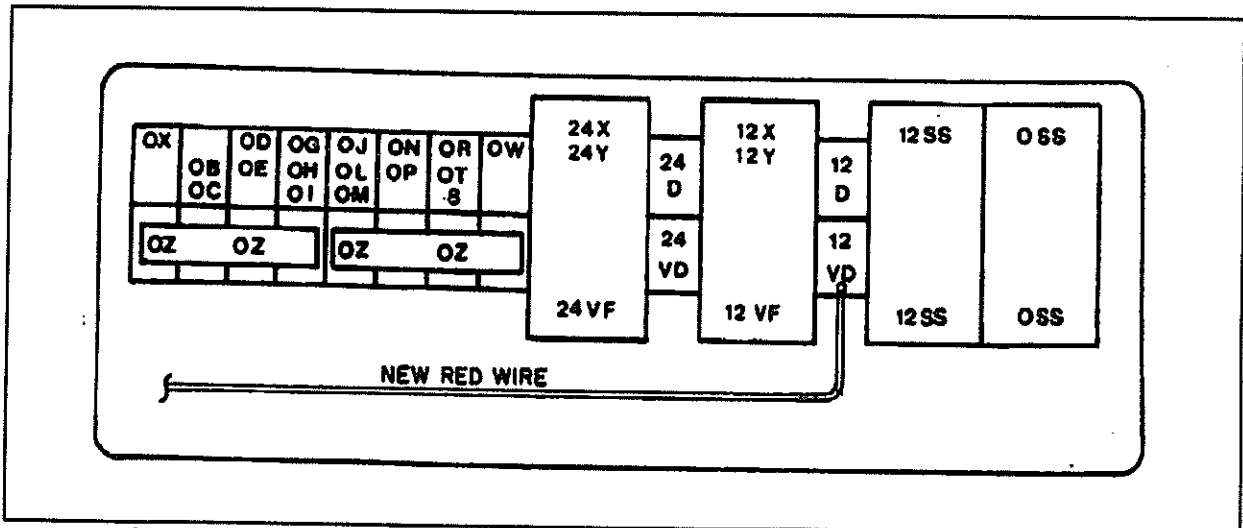 OX
OB
OC
OD
OE
OG
OH
OI
OJ
OL
OM
ON
OP
OR
OT
8
OW
OZ OZ
OZ OZ
24X
24Y
24VF
24
D
24
VD
12X
12Y
12 VF
12
D
12
VD
12SS
12SS
OSS
OSS
NEW RED WIRE